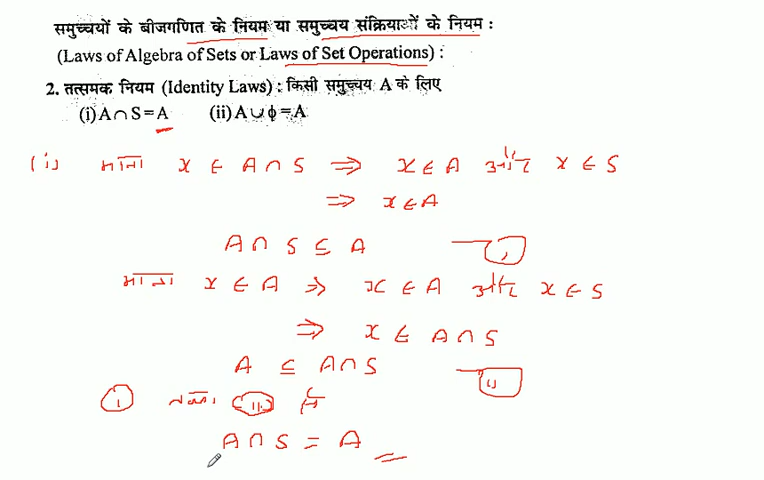 समुच्चयों के बीजगणित के नियम या समुच्चय संक्रियाओं के नियम :
(Laws of Algebra of Sets or Laws of Set Operations) :
2. तत्समक नियम (Identity Laws) : किसी समुच्चय A के लिए
(i) A∩S=A (ii) A∪ϕ=A
(i) माना x ∈ A ∩ S ⇒ x ∈ A और x ∈ S
⇒ x ∈ A
A ∩ S ⊆ A — (i)
माना x ∈ A ⇒ x ∈ A और x ∈ S
⇒ x ∈ A ∩ S
A ⊆ A ∩ S — (ii)
(i) तथा (ii) से
A ∩ S = A